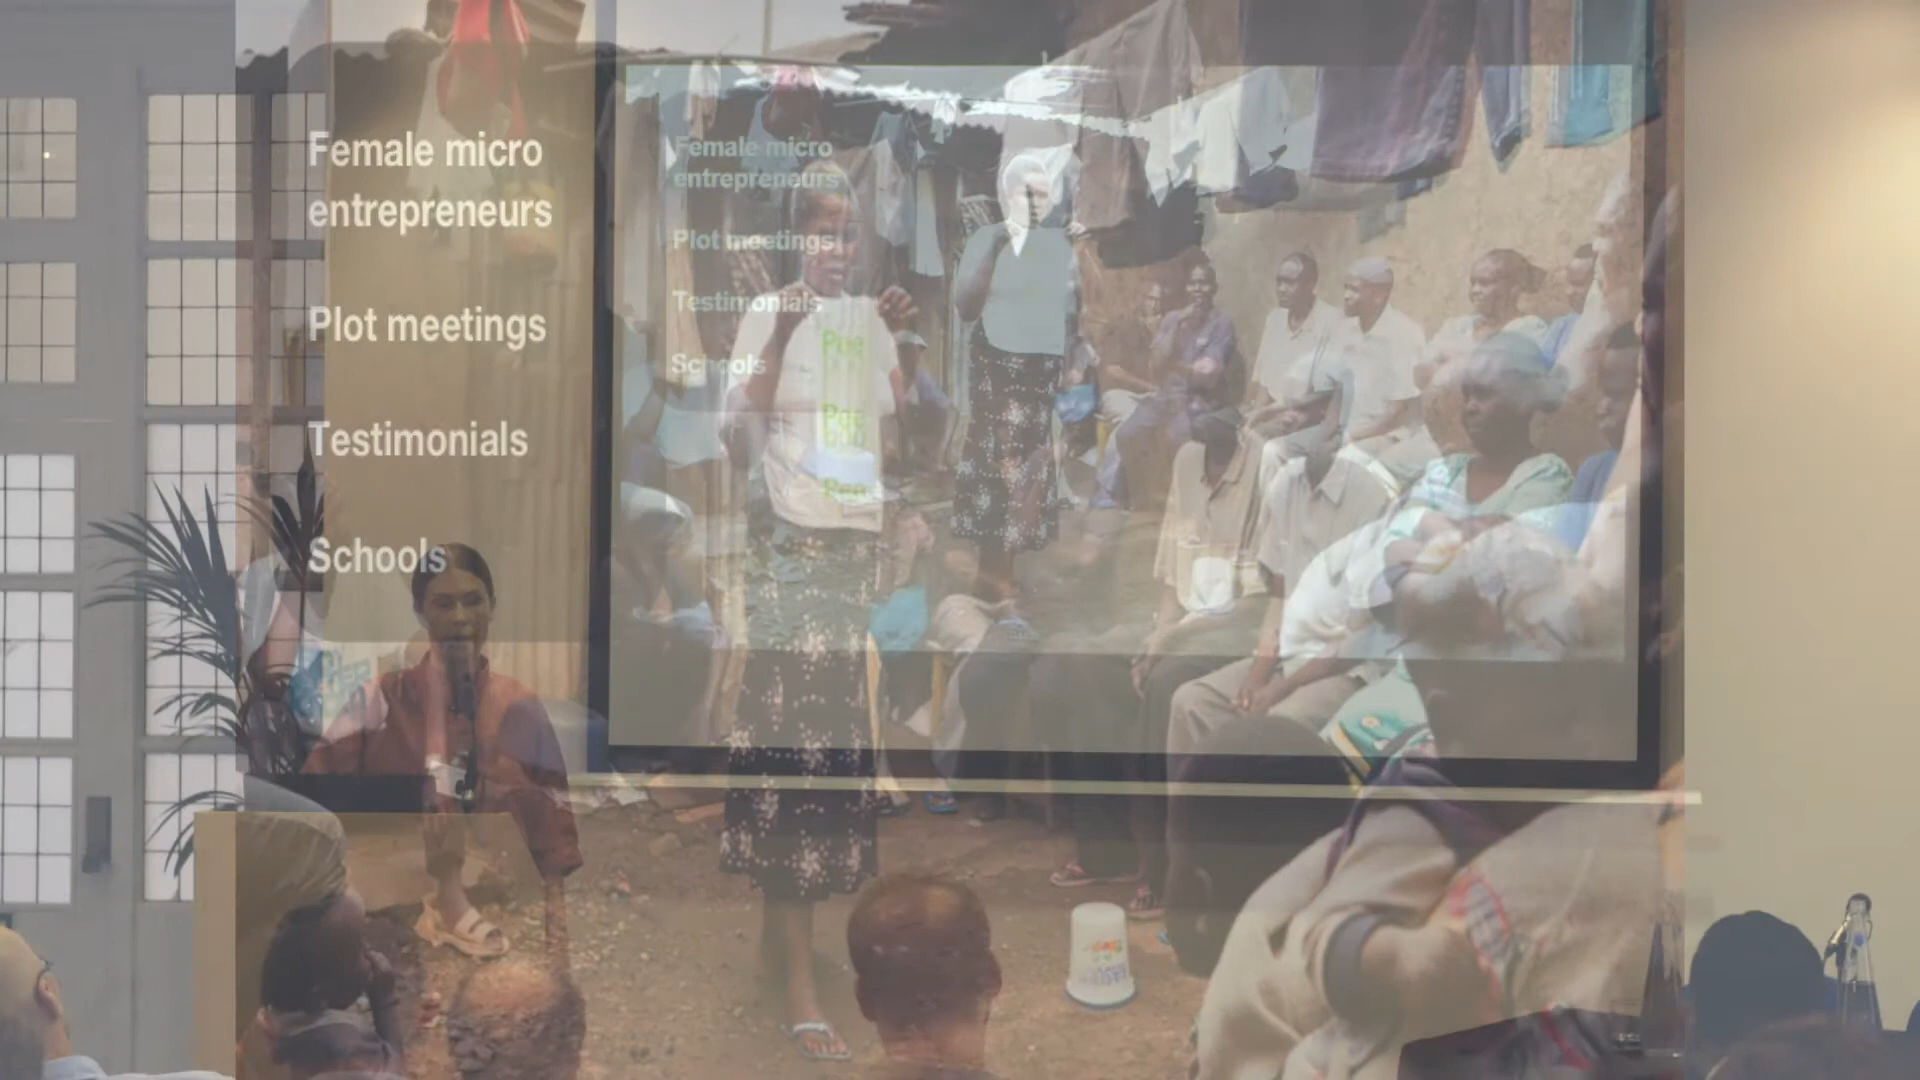 Female micro
entrepreneurs
Plot meetings
Testimonials
Schools
Female micro
entrepreneurs
Plot meetings
Testimonials
Schools